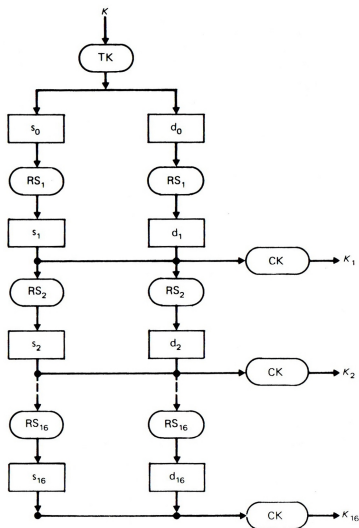 K
TK
s₀ d₀
RS₁ RS₁
s₁ d₁
CK K₁
RS₂ RS₂
s₂ d₂
CK K₂
RS₁₆ RS₁₆
s₁₆ d₁₆
CK K₁₆